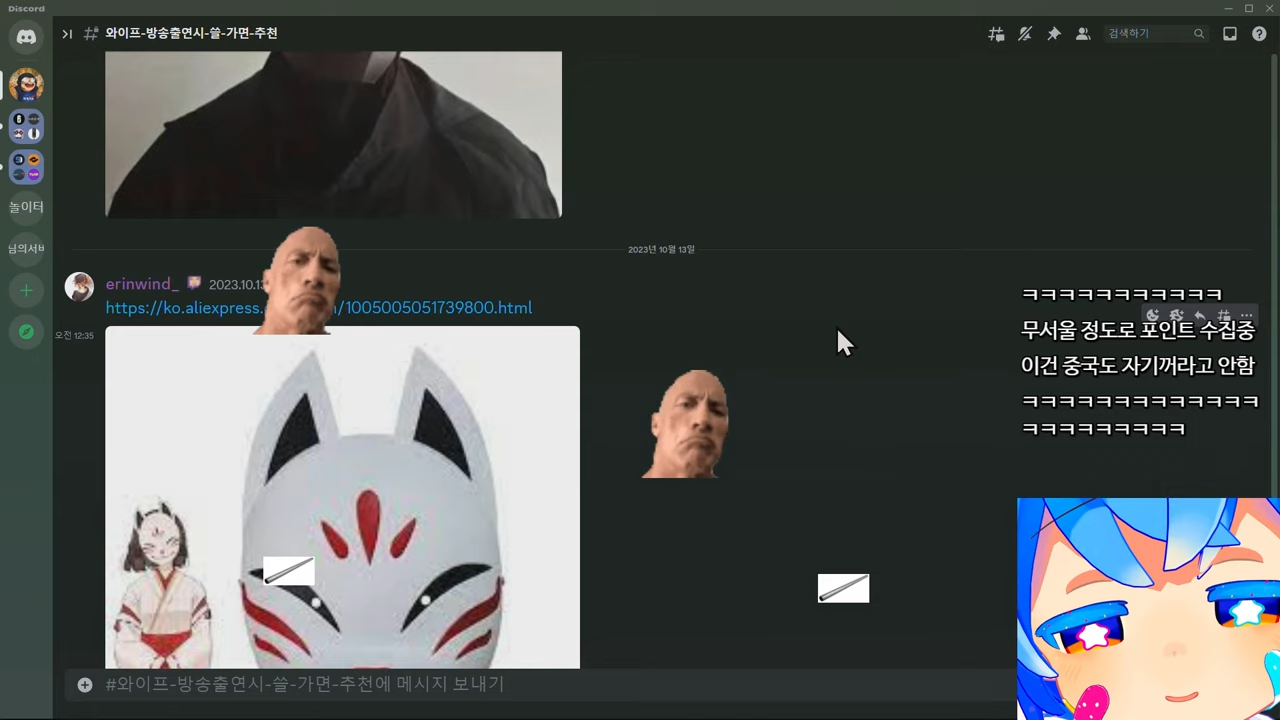 Discord
와이프-방송출연시-쓸-가면-추천
검색하기
놀이터
님의서버
2023년 10월 13일
erinwind_ 2023.10.13
https://ko.aliexpress. /1005005051739800.html
오전 12:35
ㅋㅋㅋㅋㅋㅋㅋㅋㅋㅋㅋ
무서울 정도로 포인트 수집중
이건 중국도 자기꺼라고 안함
ㅋㅋㅋㅋㅋㅋㅋㅋㅋㅋㅋㅋㅋ
ㅋㅋㅋㅋㅋㅋㅋㅋㅋ
#와이프-방송출연시-쓸-가면-추천에 메시지 보내기